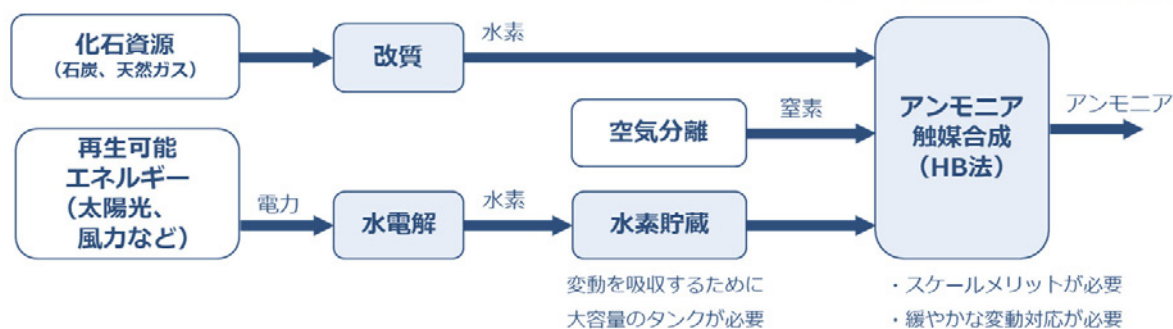 化石資源
（石炭、天然ガス）
改質
水素
空気分離
窒素
アンモニア
触媒合成
（HB法）
アンモニア
再生可能
エネルギー
（太陽光、
風力など）
電力
水電解
水素
水素貯蔵
変動を吸収するために
大容量のタンクが必要
・スケールメリットが必要
・緩やかな変動対応が必要